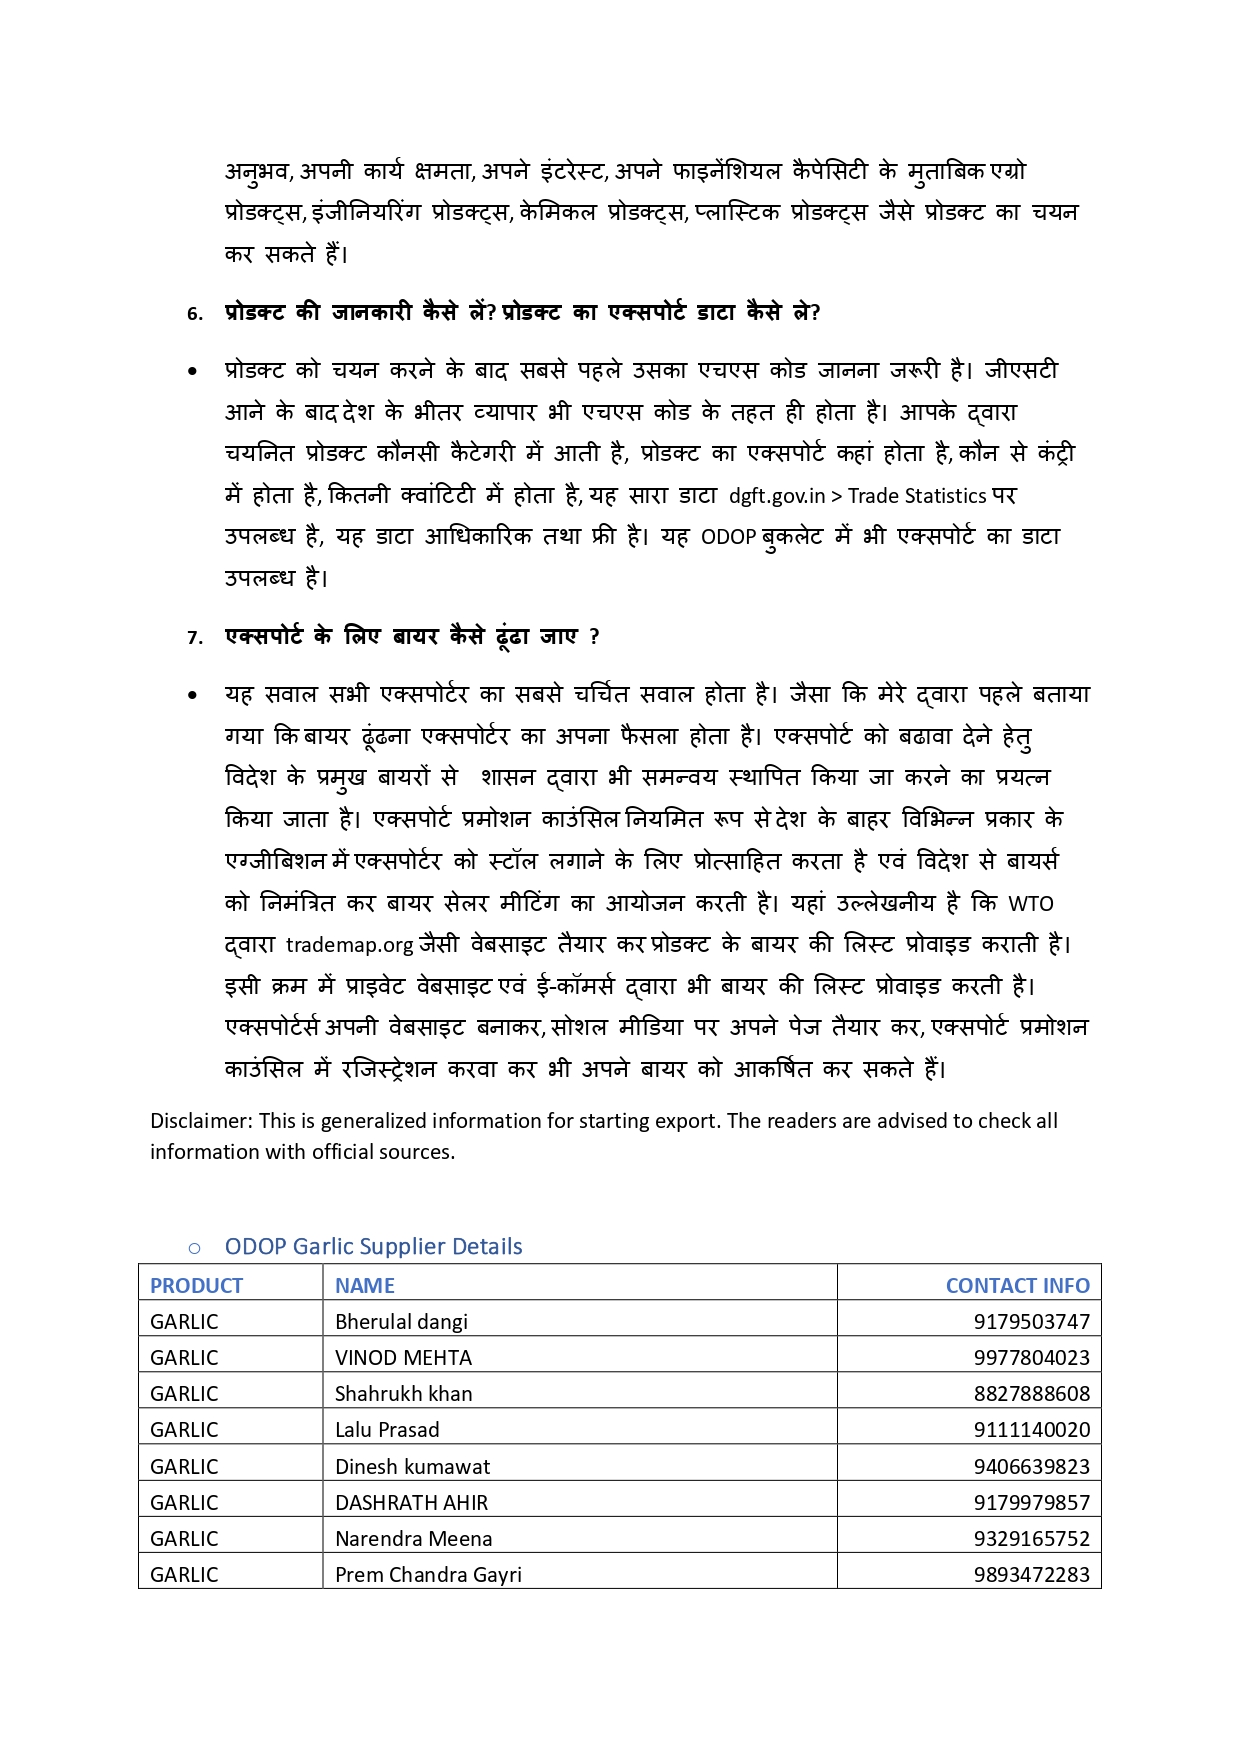 अनुभव, अपनी कार्य क्षमता, अपने इंटरेस्ट, अपने फाइनेंशियल कैपेसिटी के मुताबिक एग्रो
प्रोडक्ट्स, इंजीनियरिंग प्रोडक्ट्स, केमिकल प्रोडक्ट्स, प्लास्टिक प्रोडक्ट्स जैसे प्रोडक्ट का चयन
कर सकते हैं।
6. प्रोडक्ट की जानकारी कैसे लें? प्रोडक्ट का एक्सपोर्ट डाटा कैसे ले?
• प्रोडक्ट को चयन करने के बाद सबसे पहले उसका एचएस कोड जानना जरूरी है। जीएसटी
आने के बाद देश के भीतर व्यापार भी एचएस कोड के तहत ही होता है। आपके द्वारा
चयनित प्रोडक्ट कौनसी कैटेगरी में आती है, प्रोडक्ट का एक्सपोर्ट कहां होता है, कौन से कंट्री
में होता है, कितनी क्वांटिटी में होता है, यह सारा डाटा dgft.gov.in > Trade Statistics पर
उपलब्ध है, यह डाटा आधिकारिक तथा फ्री है। यह ODOP बुकलेट में भी एक्सपोर्ट का डाटा
उपलब्ध है।
7. एक्सपोर्ट के लिए बायर कैसे ढूंढा जाए ?
• यह सवाल सभी एक्सपोर्टर का सबसे चर्चित सवाल होता है। जैसा कि मेरे द्वारा पहले बताया
गया कि बायर ढूंढना एक्सपोर्टर का अपना फैसला होता है। एक्सपोर्ट को बढावा देने हेतु
विदेश के प्रमुख बायरों से शासन द्वारा भी समन्वय स्थापित किया जा करने का प्रयत्न
किया जाता है। एक्सपोर्ट प्रमोशन काउंसिल नियमित रूप से देश के बाहर विभिन्न प्रकार के
एग्जीबिशन में एक्सपोर्टर को स्टॉल लगाने के लिए प्रोत्साहित करता है एवं विदेश से बायर्स
को निमंत्रित कर बायर सेलर मीटिंग का आयोजन करती है। यहां उल्लेखनीय है कि WTO
द्वारा trademap.org जैसी वेबसाइट तैयार कर प्रोडक्ट के बायर की लिस्ट प्रोवाइड कराती है।
इसी क्रम में प्राइवेट वेबसाइट एवं ई-कॉमर्स द्वारा भी बायर की लिस्ट प्रोवाइड करती है।
एक्सपोर्टर्स अपनी वेबसाइट बनाकर, सोशल मीडिया पर अपने पेज तैयार कर, एक्सपोर्ट प्रमोशन
काउंसिल में रजिस्ट्रेशन करवा कर भी अपने बायर को आकर्षित कर सकते हैं।
Disclaimer: This is generalized information for starting export. The readers are advised to check all
information with official sources.
○ ODOP Garlic Supplier Details
PRODUCT NAME CONTACT INFO
GARLIC Bherulal dangi 9179503747
GARLIC VINOD MEHTA 9977804023
GARLIC Shahrukh khan 8827888608
GARLIC Lalu Prasad 9111140020
GARLIC Dinesh kumawat 9406639823
GARLIC DASHRATH AHIR 9179979857
GARLIC Narendra Meena 9329165752
GARLIC Prem Chandra Gayri 9893472283